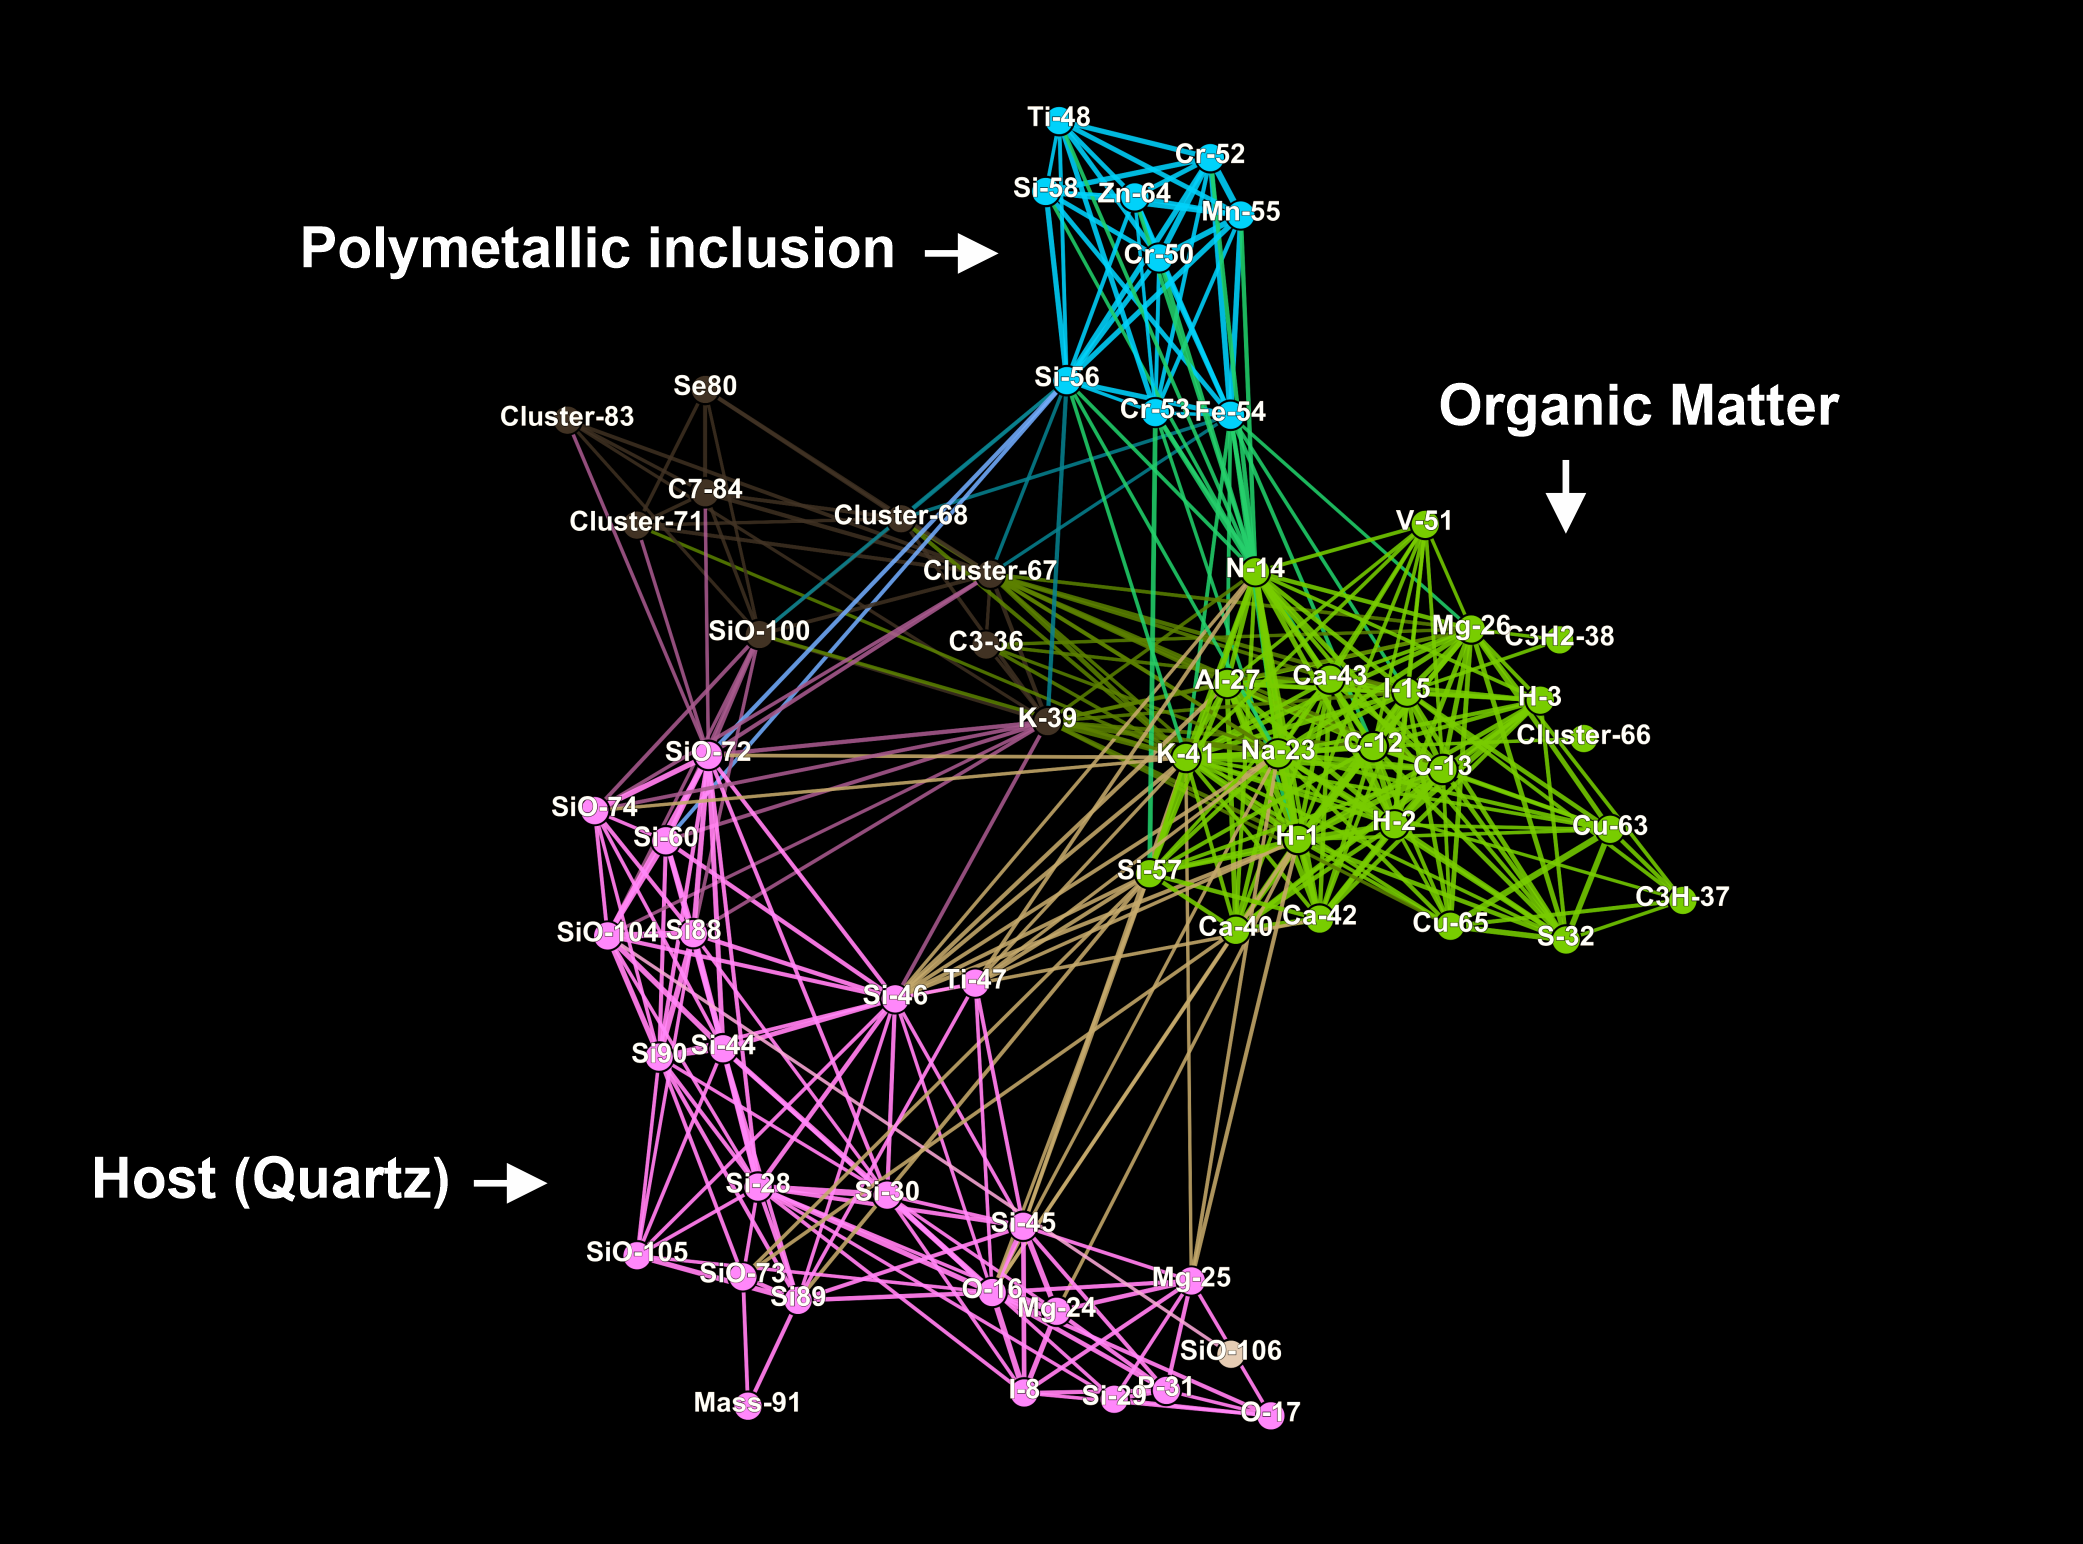 Ti-48
Cr-52
Si-58
Zn-64
Mn-55
Polymetallic inclusion
Cr-50
Si-56
Se80
Cluster-83
Cr-53
Fe-54
Organic Matter
C7-84
Cluster-71
Cluster-68
V-51
Cluster-67
N-14
SiO-100
C3-36
Mg-26
C3H2-38
Al-27
Ca-43
I-15
H-3
K-39
SiO-72
K-41
Na-23
C-12
Cluster-66
C-13
SiO-74
Si-60
H-1
H-2
Cu-63
Si-57
C3H-37
SiO-104
Si88
Ca-40
Ca-42
Cu-65
S-32
Si-46
Ti-47
Si90
Si-44
Host (Quartz)
Si-28
Si-30
Si-45
SiO-105
SiO-73
Si89
O-16
Mg-24
Mg-25
SiO-106
Mass-91
I-8
Si-29
P-31
O-17